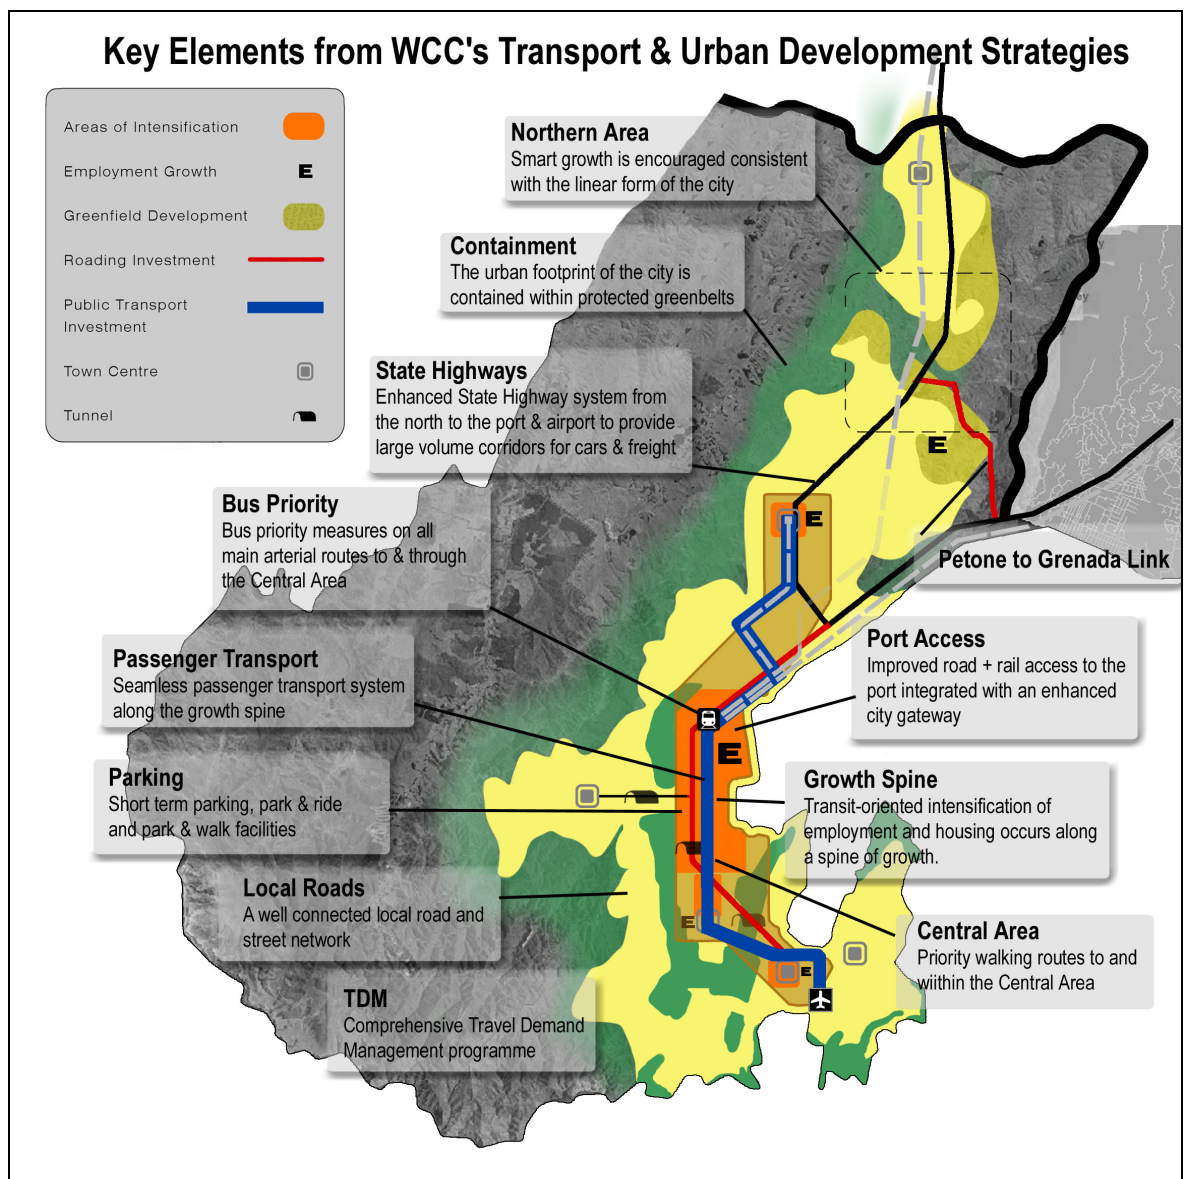 Key Elements from WCC's Transport & Urban Development Strategies
Areas of Intensification
Employment Growth
E
Greenfield Development
Roading Investment
Public Transport
Investment
Town Centre
Tunnel
Northern Area
Smart growth is encouraged consistent
with the linear form of the city
Containment
The urban footprint of the city is
contained within protected greenbelts
State Highways
Enhanced State Highway system from
the north to the port & airport to provide
large volume corridors for cars & freight
E
Bus Priority
Bus priority measures on all
main arterial routes to & through
the Central Area
E
Petone to Grenada Link
Passenger Transport
Seamless passenger transport system
along the growth spine
Port Access
Improved road + rail access to the
port integrated with an enhanced
city gateway
E
Parking
Short term parking, park & ride
and park & walk facilities
Growth Spine
Transit-oriented intensification of
employment and housing occurs along
a spine of growth.
Local Roads
A well connected local road and
street network
E
Central Area
Priority walking routes to and
wiithin the Central Area
E
TDM
Comprehensive Travel Demand
Management programme